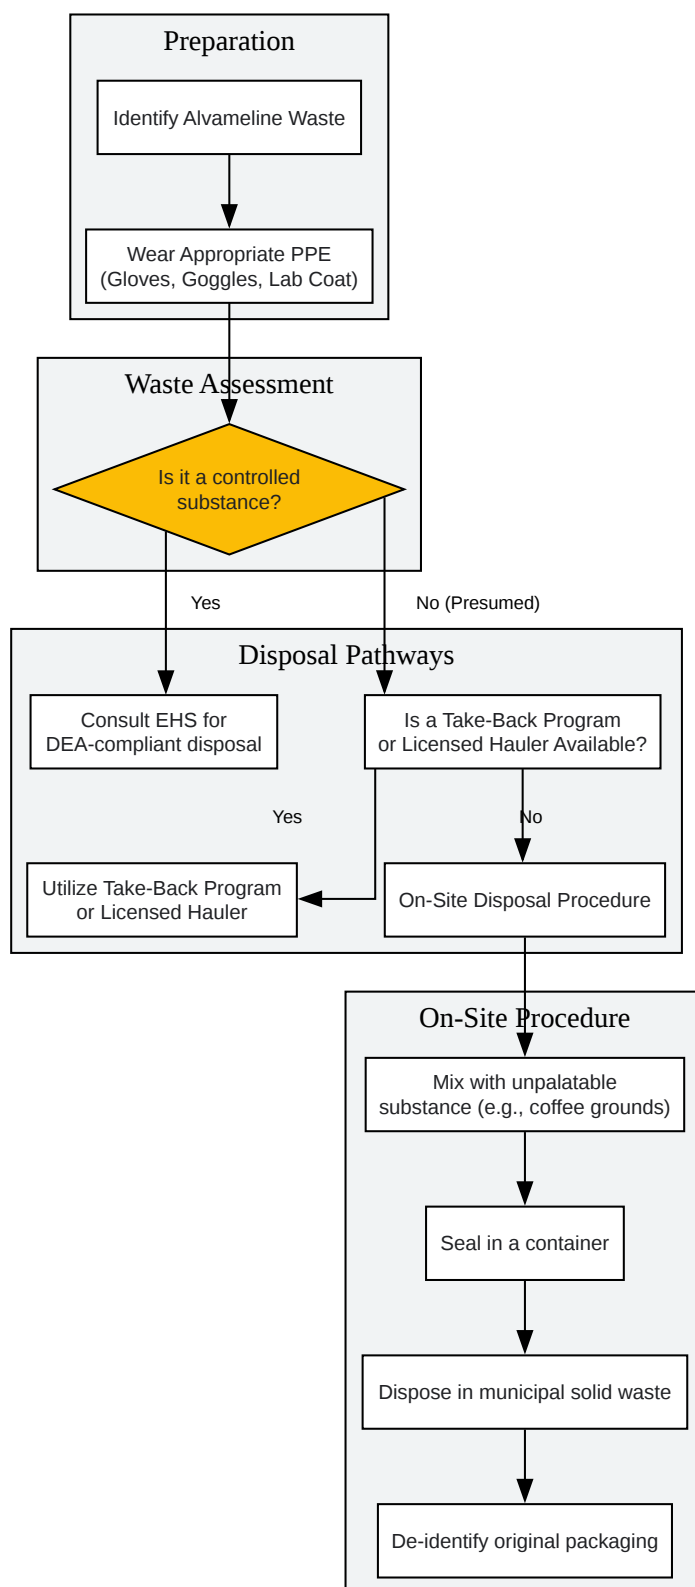 Preparation
Identify Alvameline Waste
Wear Appropriate PPE
(Gloves, Goggles, Lab Coat)
Waste Assessment
Is it a controlled
substance?
Yes
No (Presumed)
Disposal Pathways
Consult EHS for
DEA-compliant disposal
Is a Take-Back Program
or Licensed Hauler Available?
Yes
No
Utilize Take-Back Program
or Licensed Hauler
On-Site Disposal Procedure
On-Site Procedure
Mix with unpalatable
substance (e.g., coffee grounds)
Seal in a container
Dispose in municipal solid waste
De-identify original packaging